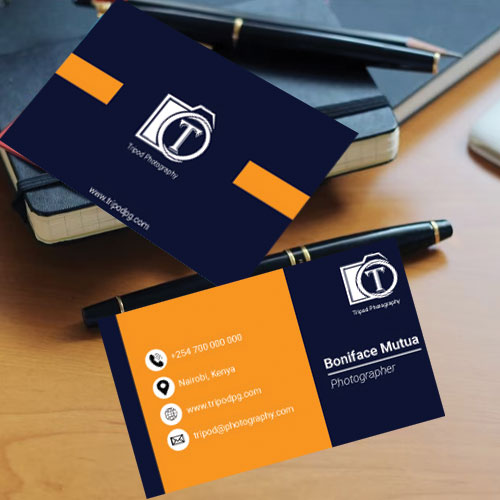 T
Tripod Photography
www.tripodpg.com
T
Tripod Photography
Boniface Mutua
Photographer
+254 700 000 000
Nairobi, Kenya
www.tripodpg.com
tripod@photography.com